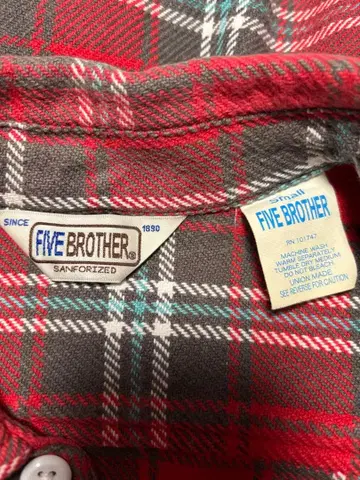 SINCE 1890
FIVE BROTHER®
SANFORIZED
Small
FIVE BROTHER
RN 101747
MACHINE WASH
WARM SEPARATELY
TUMBLE DRY MEDIUM
DO NOT BLEACH.
UNION MADE
SEE REVERSE FOR CAUTION